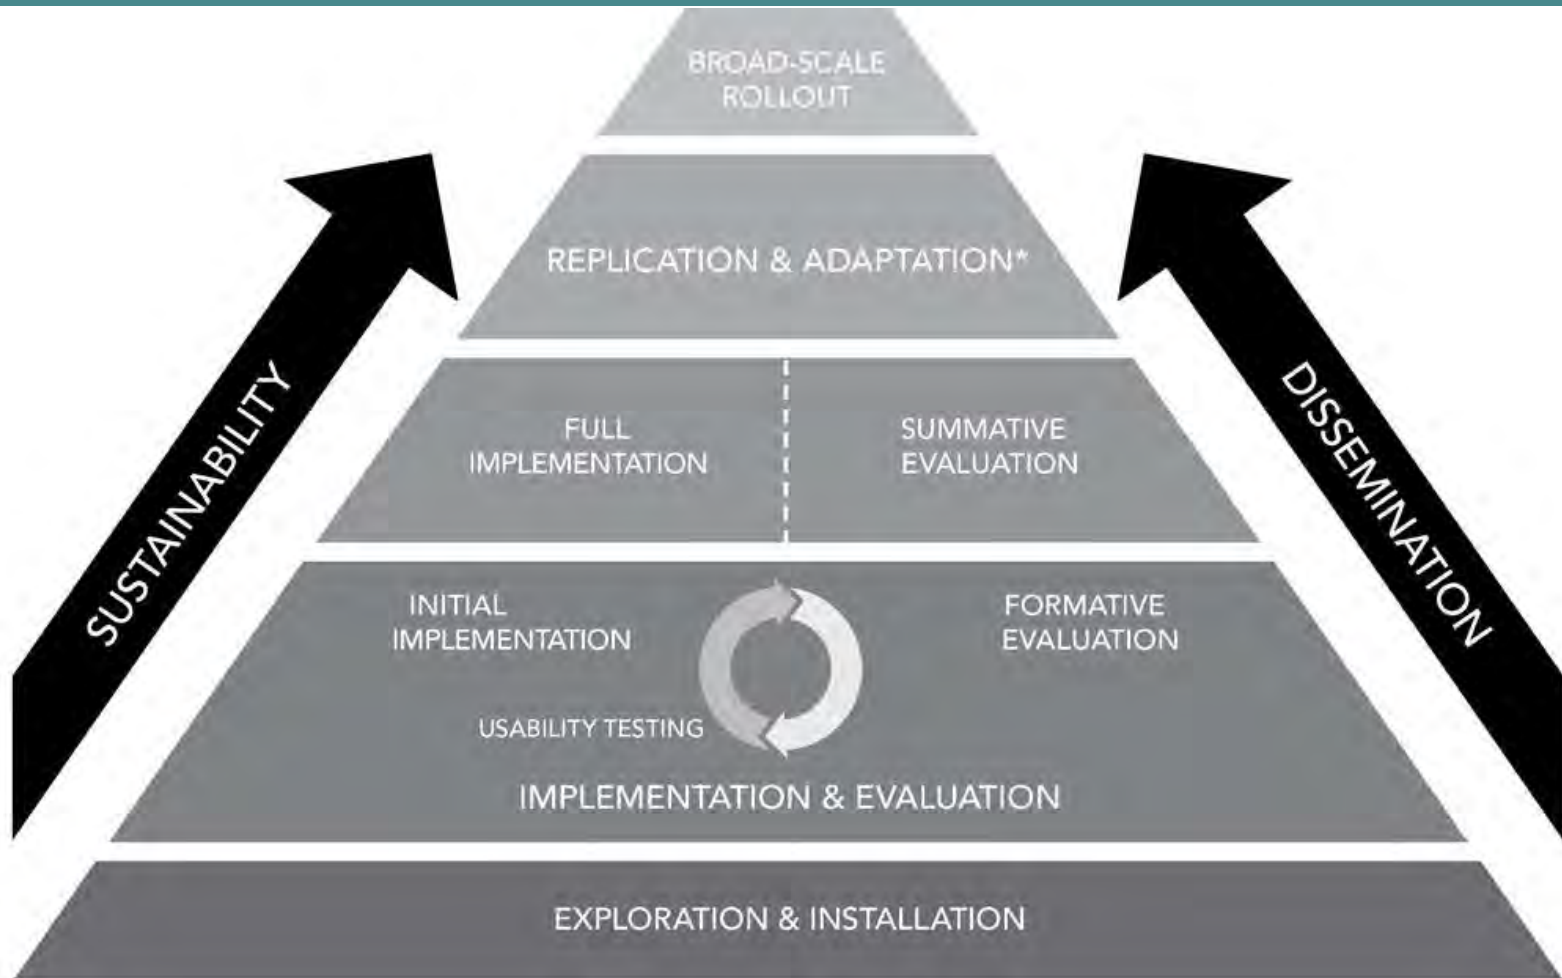 BROAD-SCALE
ROLLOUT
REPLICATION & ADAPTATION*
SUSTAINABILITY
DISSEMINATION
FULL
IMPLEMENTATION
SUMMATIVE
EVALUATION
INITIAL
IMPLEMENTATION
FORMATIVE
EVALUATION
USABILITY TESTING
IMPLEMENTATION & EVALUATION
EXPLORATION & INSTALLATION